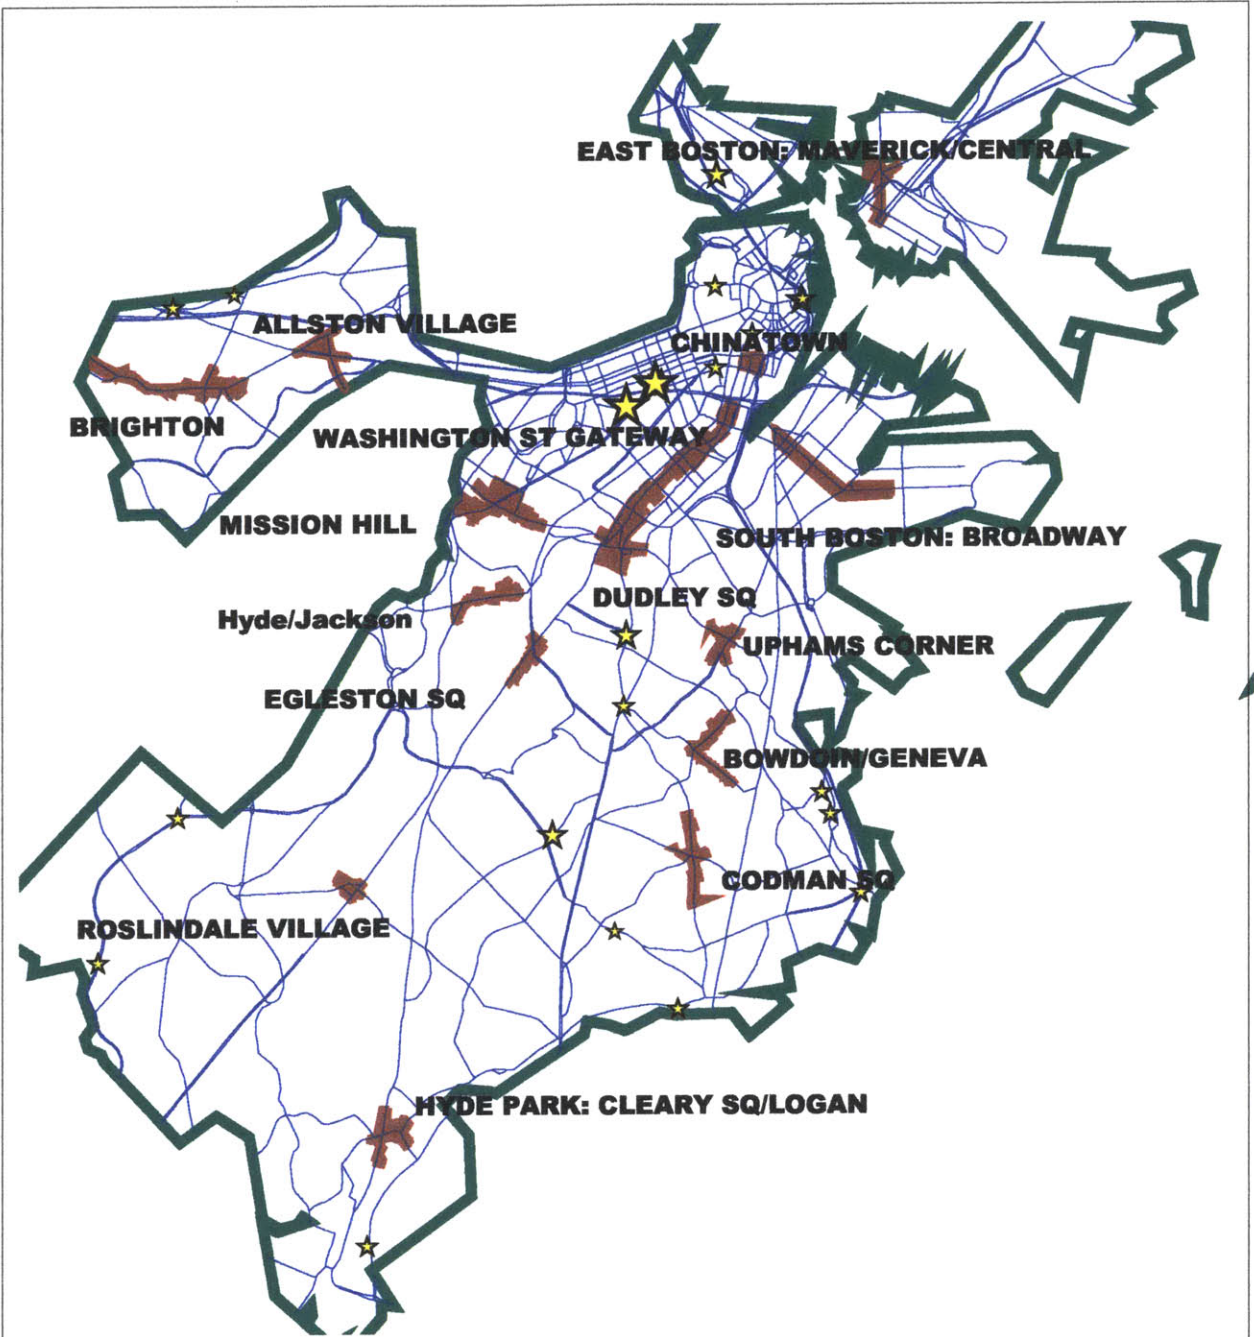 EAST BOSTON: MAVERICK/CENTRAL
ALLSTON VILLAGE
CHINATOWN
BRIGHTON
WASHINGTON ST GATEWAY
MISSION HILL
SOUTH BOSTON: BROADWAY
DUDLEY SQ
Hyde/Jackson
UPHAMS CORNER
EGLESTON SQ
BOWDOIN/GENEVA
CODMAN SQ
ROSLINDALE VILLAGE
HYDE PARK: CLEARY SQ/LOGAN